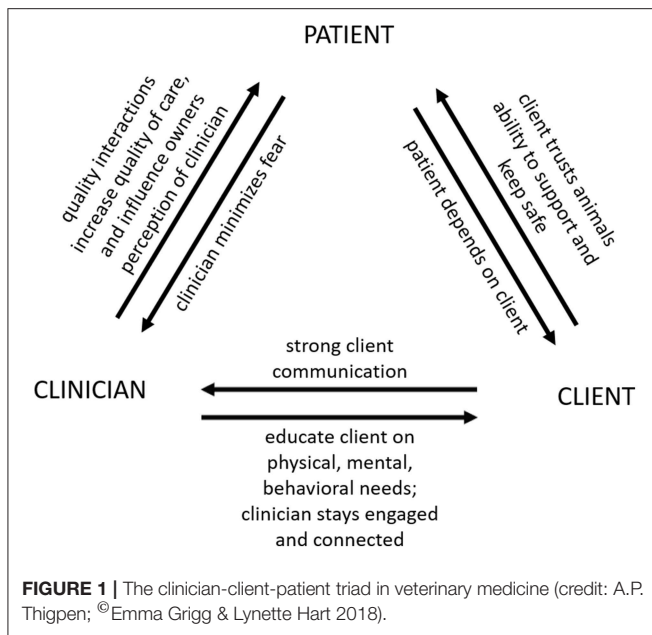 PATIENT
quality interactions
increase quality of care,
and influence owners
perception of clinician
clinician minimizes fear
patient depends on client
client trusts animals
ability to support and
keep safe
CLINICIAN
strong client
communication
CLIENT
educate client on
physical, mental,
behavioral needs;
clinician stays engaged
and connected
FIGURE 1 | The clinician-client-patient triad in veterinary medicine (credit: A.P.
Thigpen; ©Emma Grigg & Lynette Hart 2018).